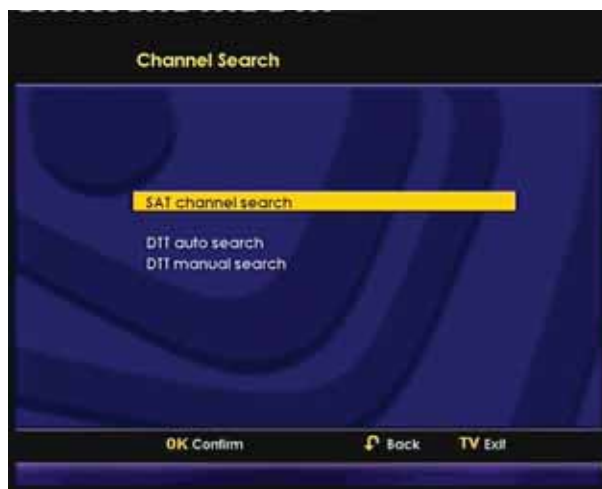 Channel Search
SAT channel search
DTT auto search
DTT manual search
OK Confirm Back TV Exit